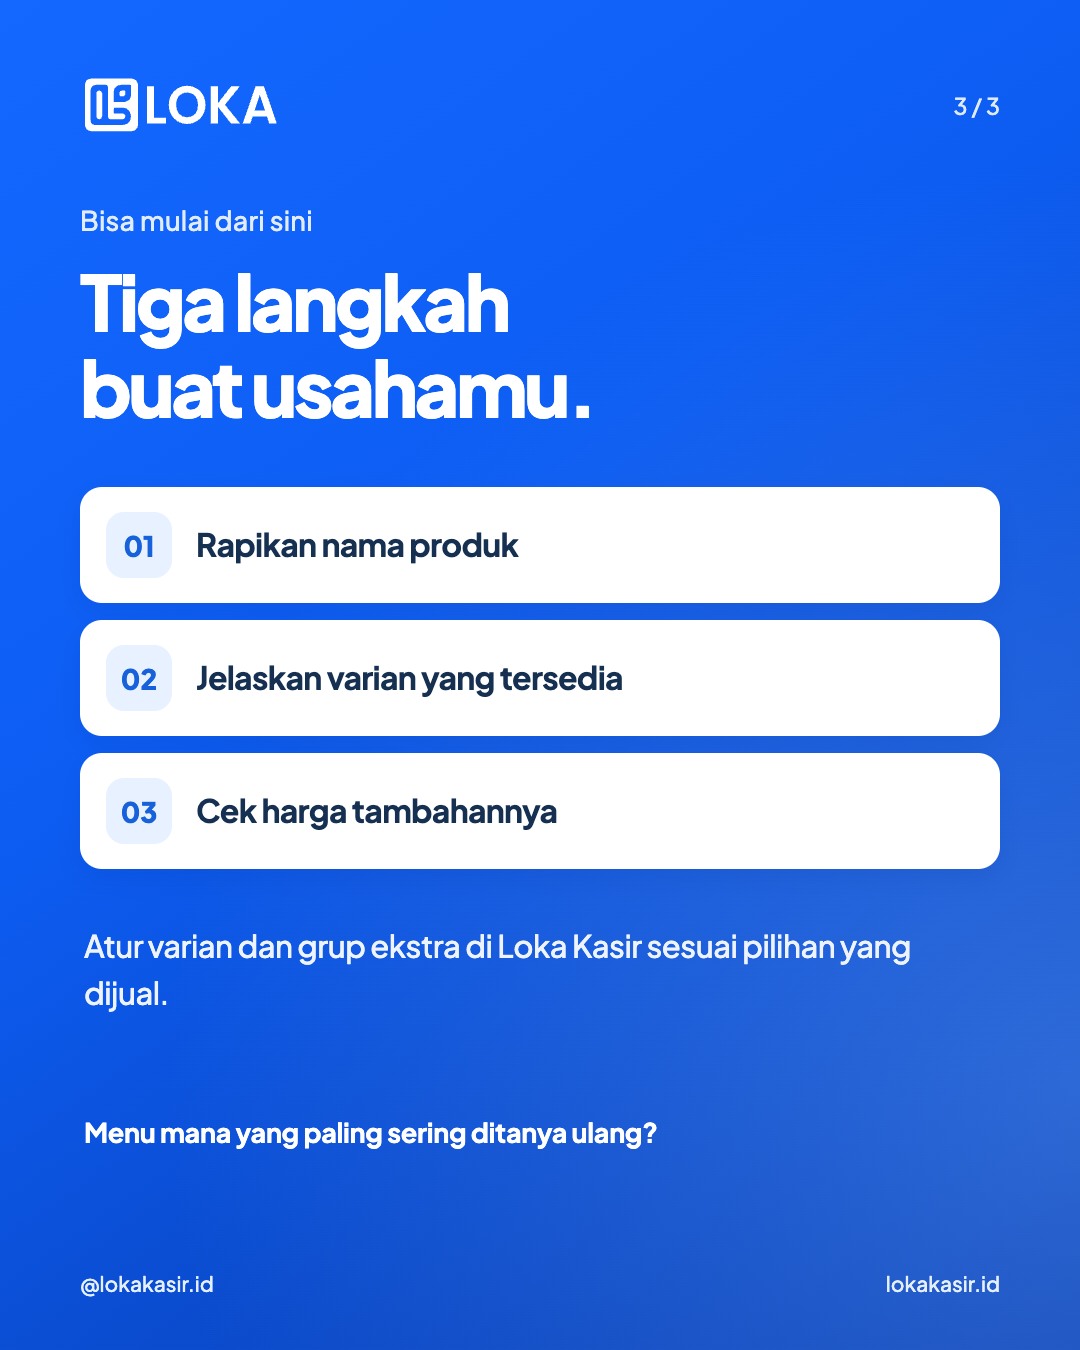 LOKA
3 / 3
Bisa mulai dari sini
Tiga langkah
buat usahamu.
01 Rapikan nama produk
02 Jelaskan varian yang tersedia
03 Cek harga tambahannya
Atur varian dan grup ekstra di Loka Kasir sesuai pilihan yang
dijual.
Menu mana yang paling sering ditanya ulang?
@lokakasir.id
lokakasir.id